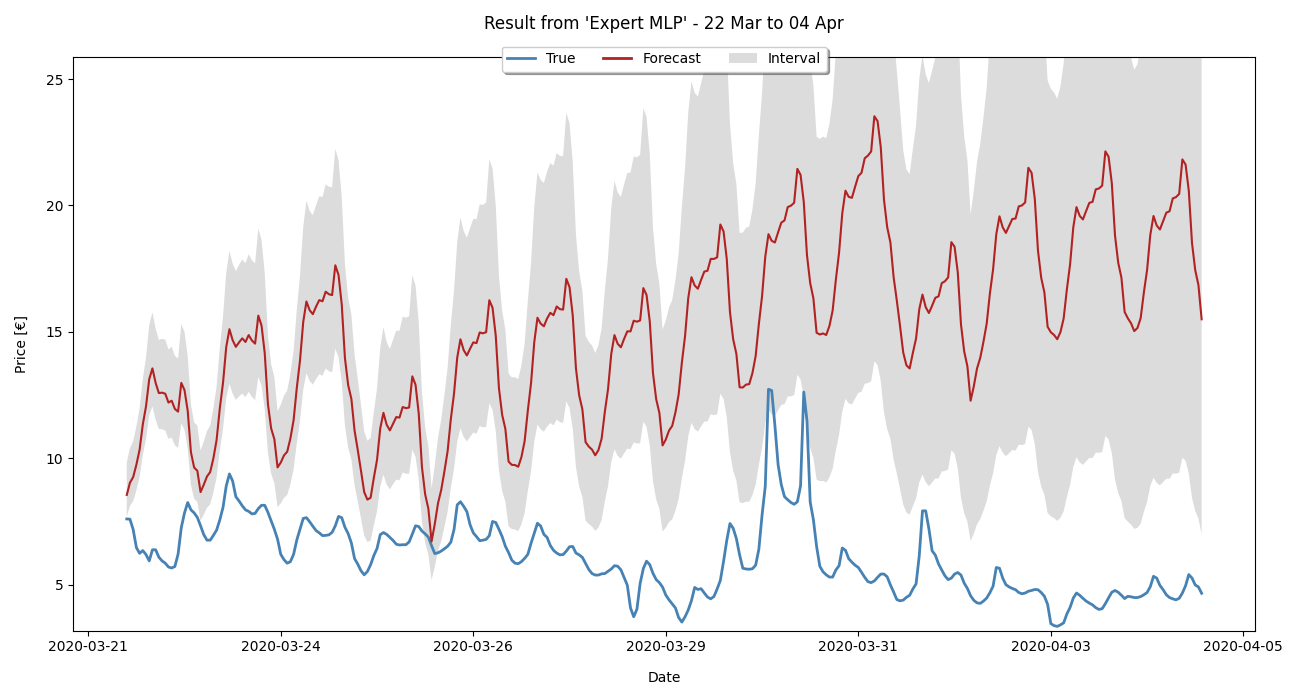 Result from 'Expert MLP' - 22 Mar to 04 Apr
True
Forecast
Interval
25
20
15
10
5
Price [€]
2020-03-21
2020-03-24
2020-03-26
2020-03-29
2020-03-31
2020-04-03
2020-04-05
Date